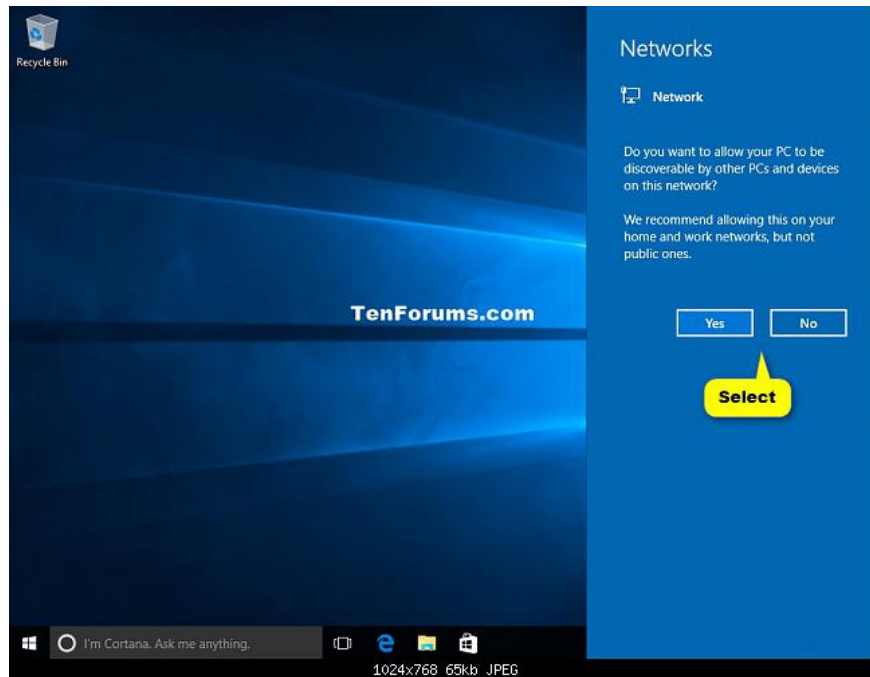 Recycle Bin
Networks
Network
Do you want to allow your PC to be
discoverable by other PCs and devices
on this network?
We recommend allowing this on your
home and work networks, but not
public ones.
TenForums.com
Yes No
Select
I'm Cortana. Ask me anything.
1024x768 65kb JPEG